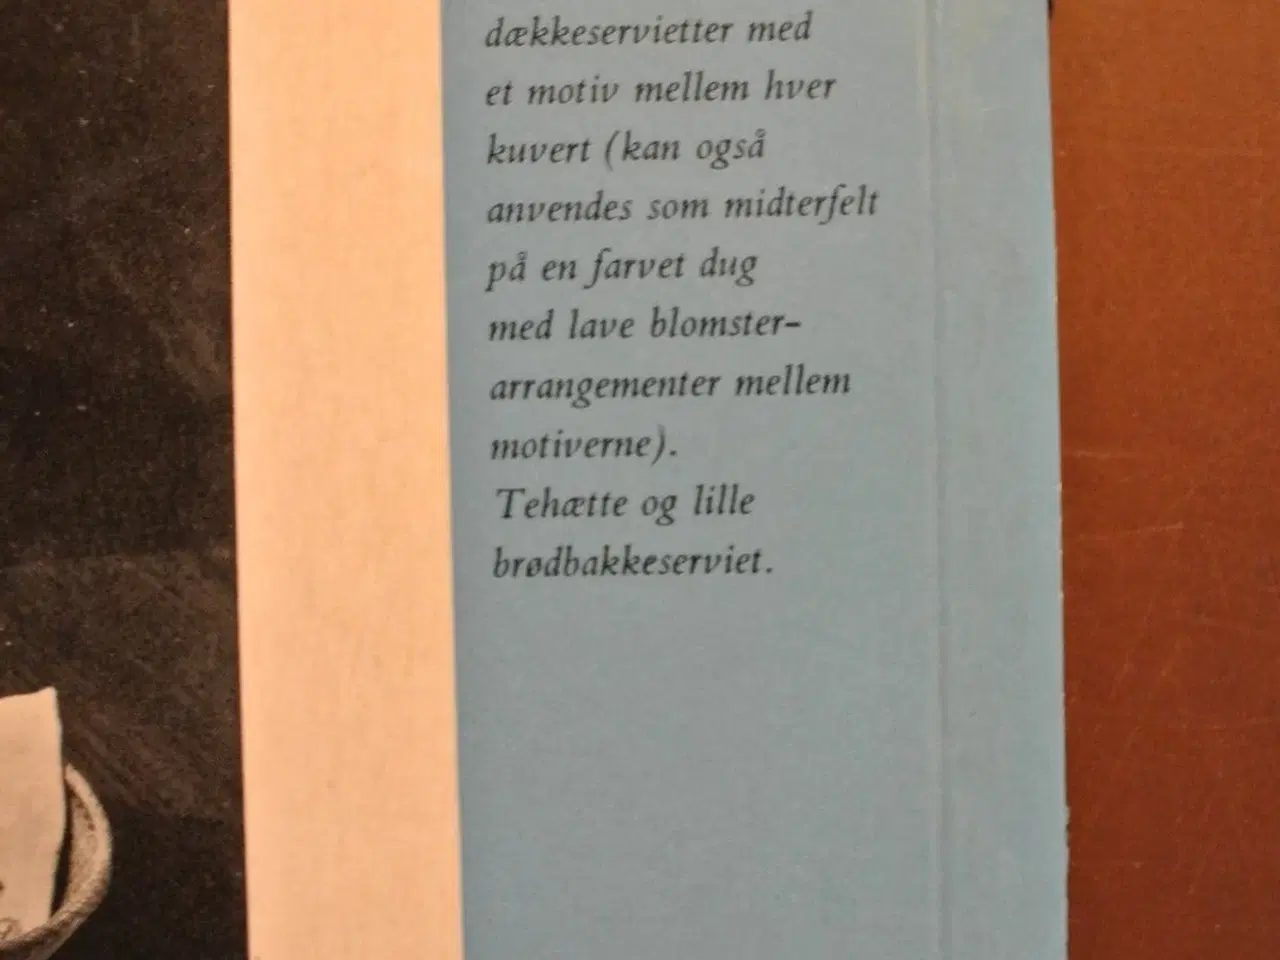 dækkeservietter med
et motiv mellem hver
kuvert (kan også
anvendes som midterfelt
på en farvet dug
med lave blomster-
arrangementer mellem
motiverne).
Tehætte og lille
brødbakkeserviet.